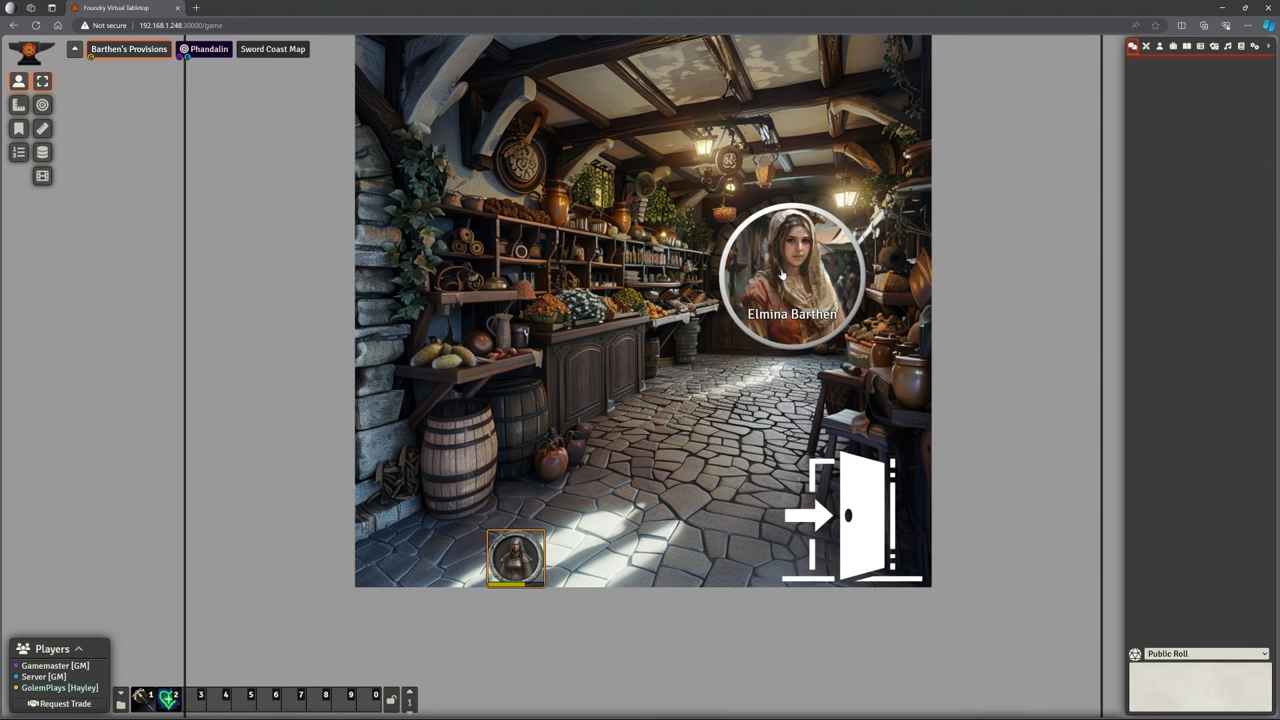 Foundry Virtual Tabletop
Not secure
192.168.1.248:30000/game
Barthen's Provisions
Phandalin
Sword Coast Map
Elmina Barthen
Players
Gamemaster [GM]
Server [GM]
GolemPlays [Hayley]
Request Trade
1 2 3 4 5 6 7 8 9 0
1
Public Roll